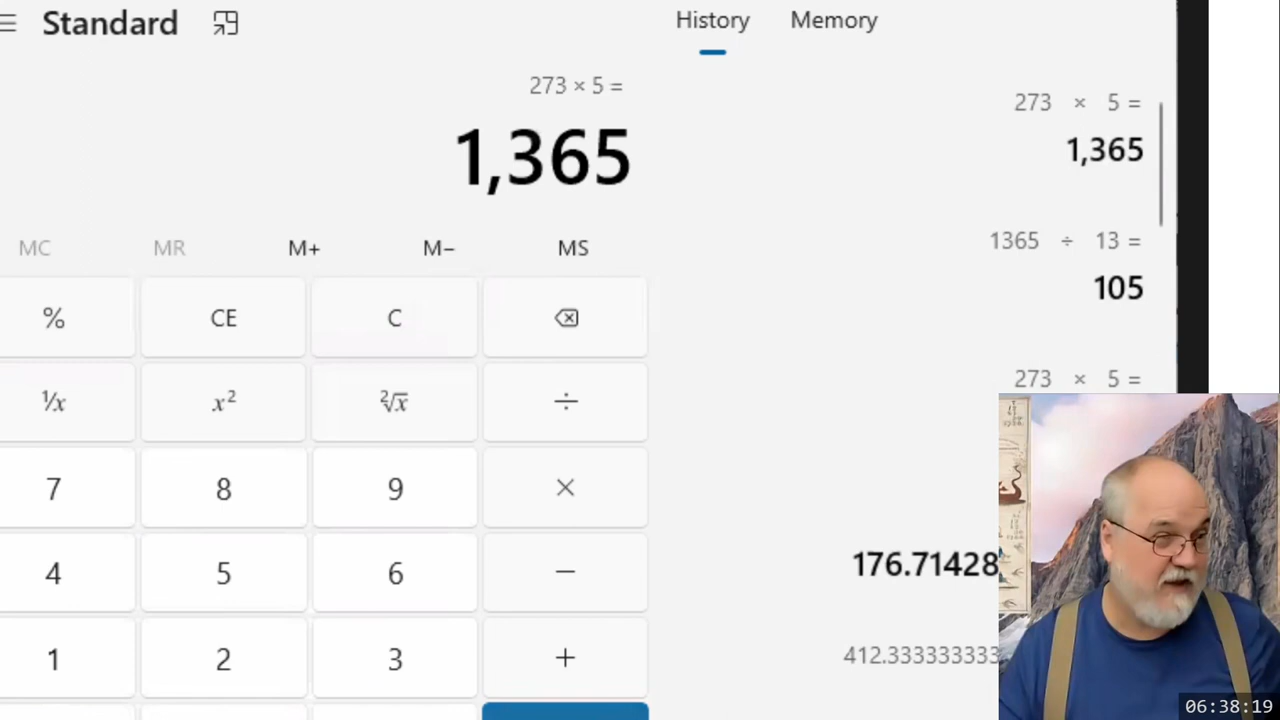 Standard
273 × 5 =
1,365
MC MR M+ M− MS
% CE C
1/x x² ²√x ÷
7 8 9 ×
4 5 6 −
1 2 3 +
History Memory
273 × 5 =
1,365
1365 ÷ 13 =
105
273 × 5 =
176.71428
412.333333333
06:38:19